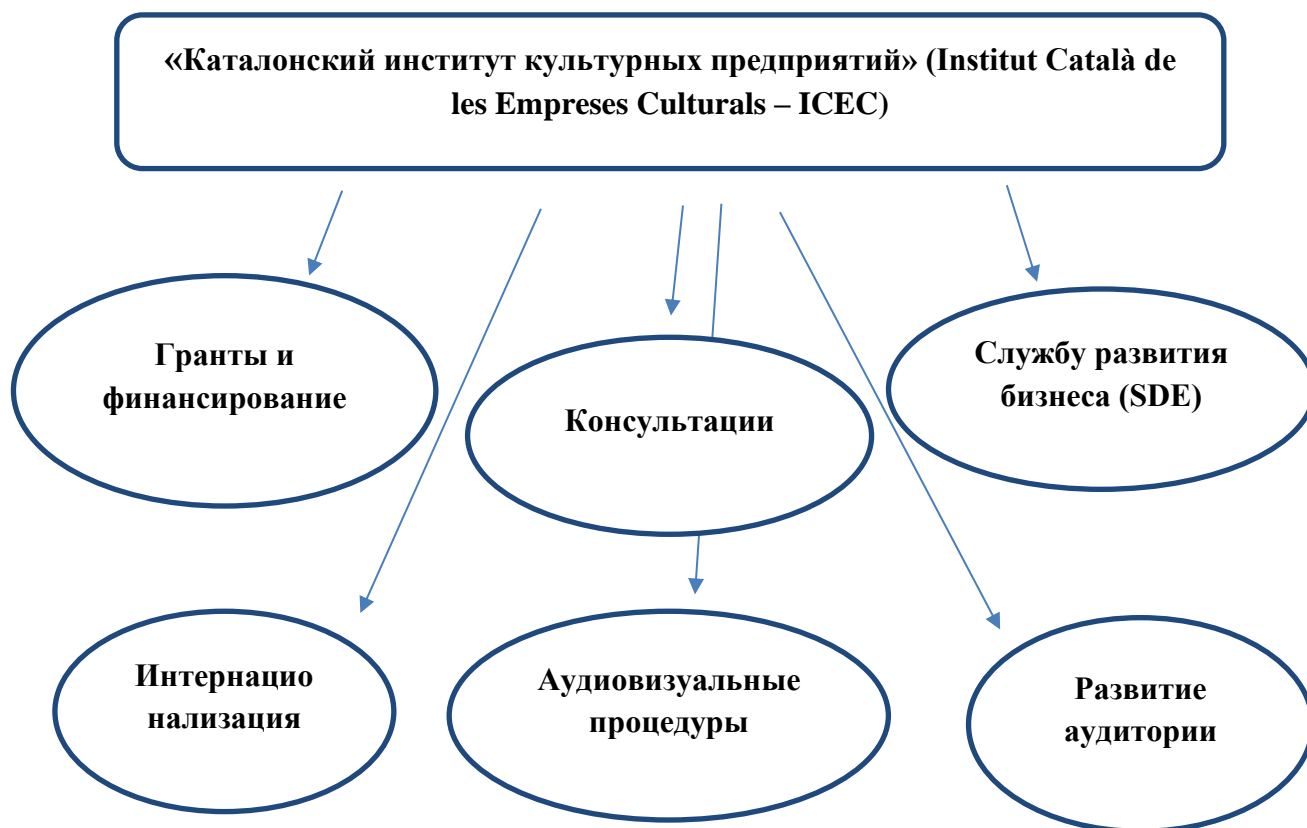 «Каталонский институт культурных предприятий» (Institut Català de
les Empreses Culturals – ICEC)
Гранты и
финансирование
Консультации
Службу развития
бизнеса (SDE)
Интернацио
нализация
Аудиовизуальные
процедуры
Развитие
аудитории